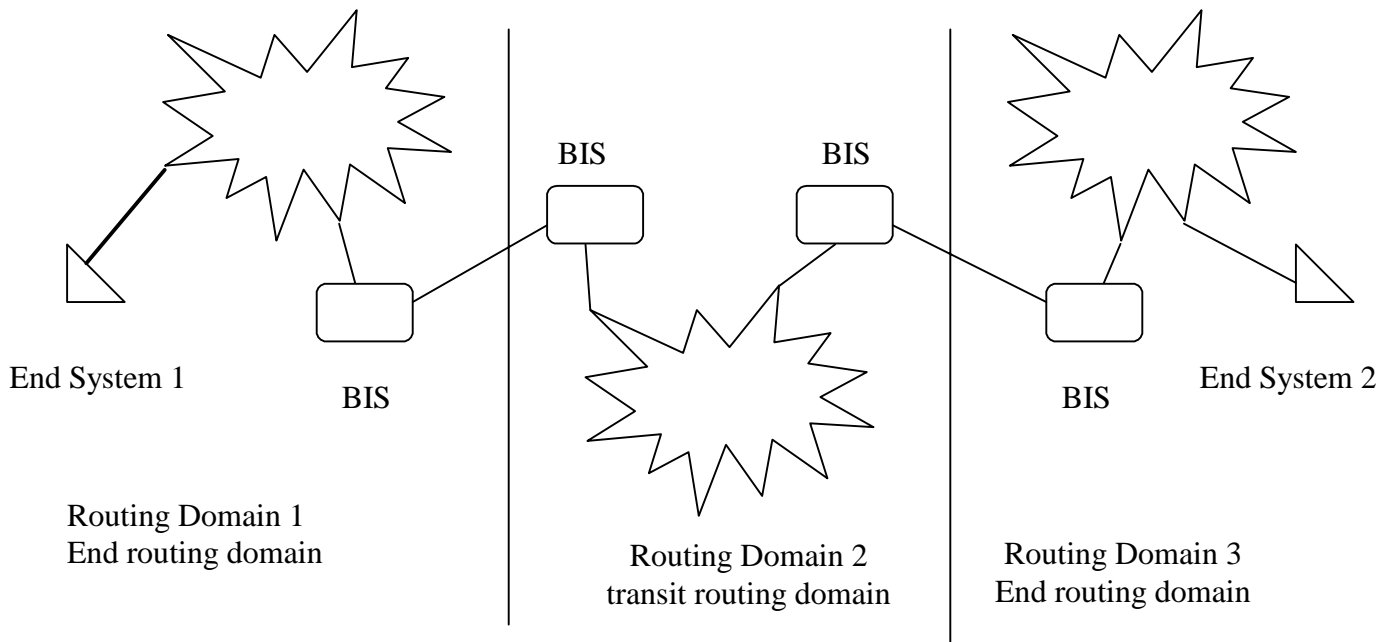 BIS
BIS
End System 1
BIS
BIS
End System 2
Routing Domain 1
End routing domain
Routing Domain 2
transit routing domain
Routing Domain 3
End routing domain